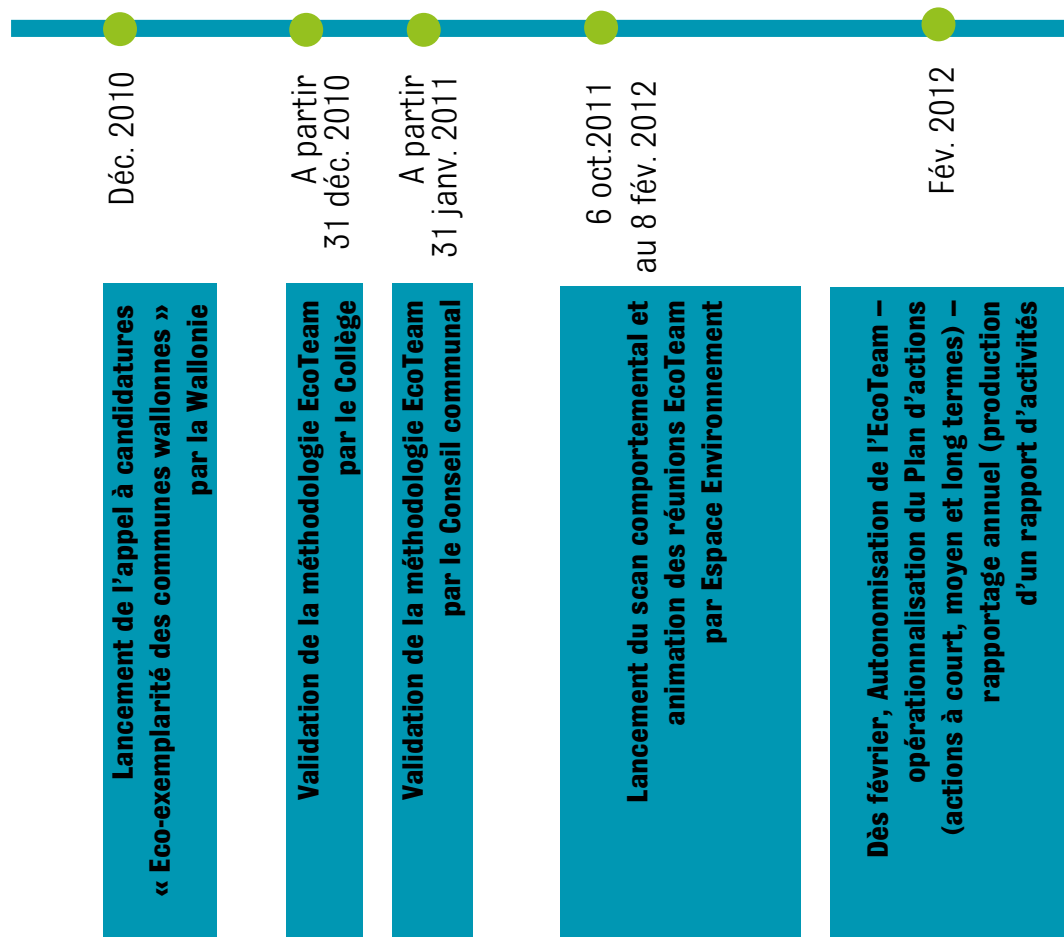 Déc. 2010
Lancement de l'appel à candidatures
« Eco-exemplarité des communes wallonnes »
par la Wallonie
A partir
31 déc. 2010
Validation de la méthodologie EcoTeam
par le Collège
A partir
31 janv. 2011
Validation de la méthodologie EcoTeam
par le Conseil communal
6 oct.2011
au 8 fév. 2012
Lancement du scan comportemental et
animation des réunions EcoTeam
par Espace Environnement
Fév. 2012
Dès février, Autonomisation de l'EcoTeam –
opérationnalisation du Plan d'actions
(actions à court, moyen et long termes) –
rapportage annuel (production
d'un rapport d'activités